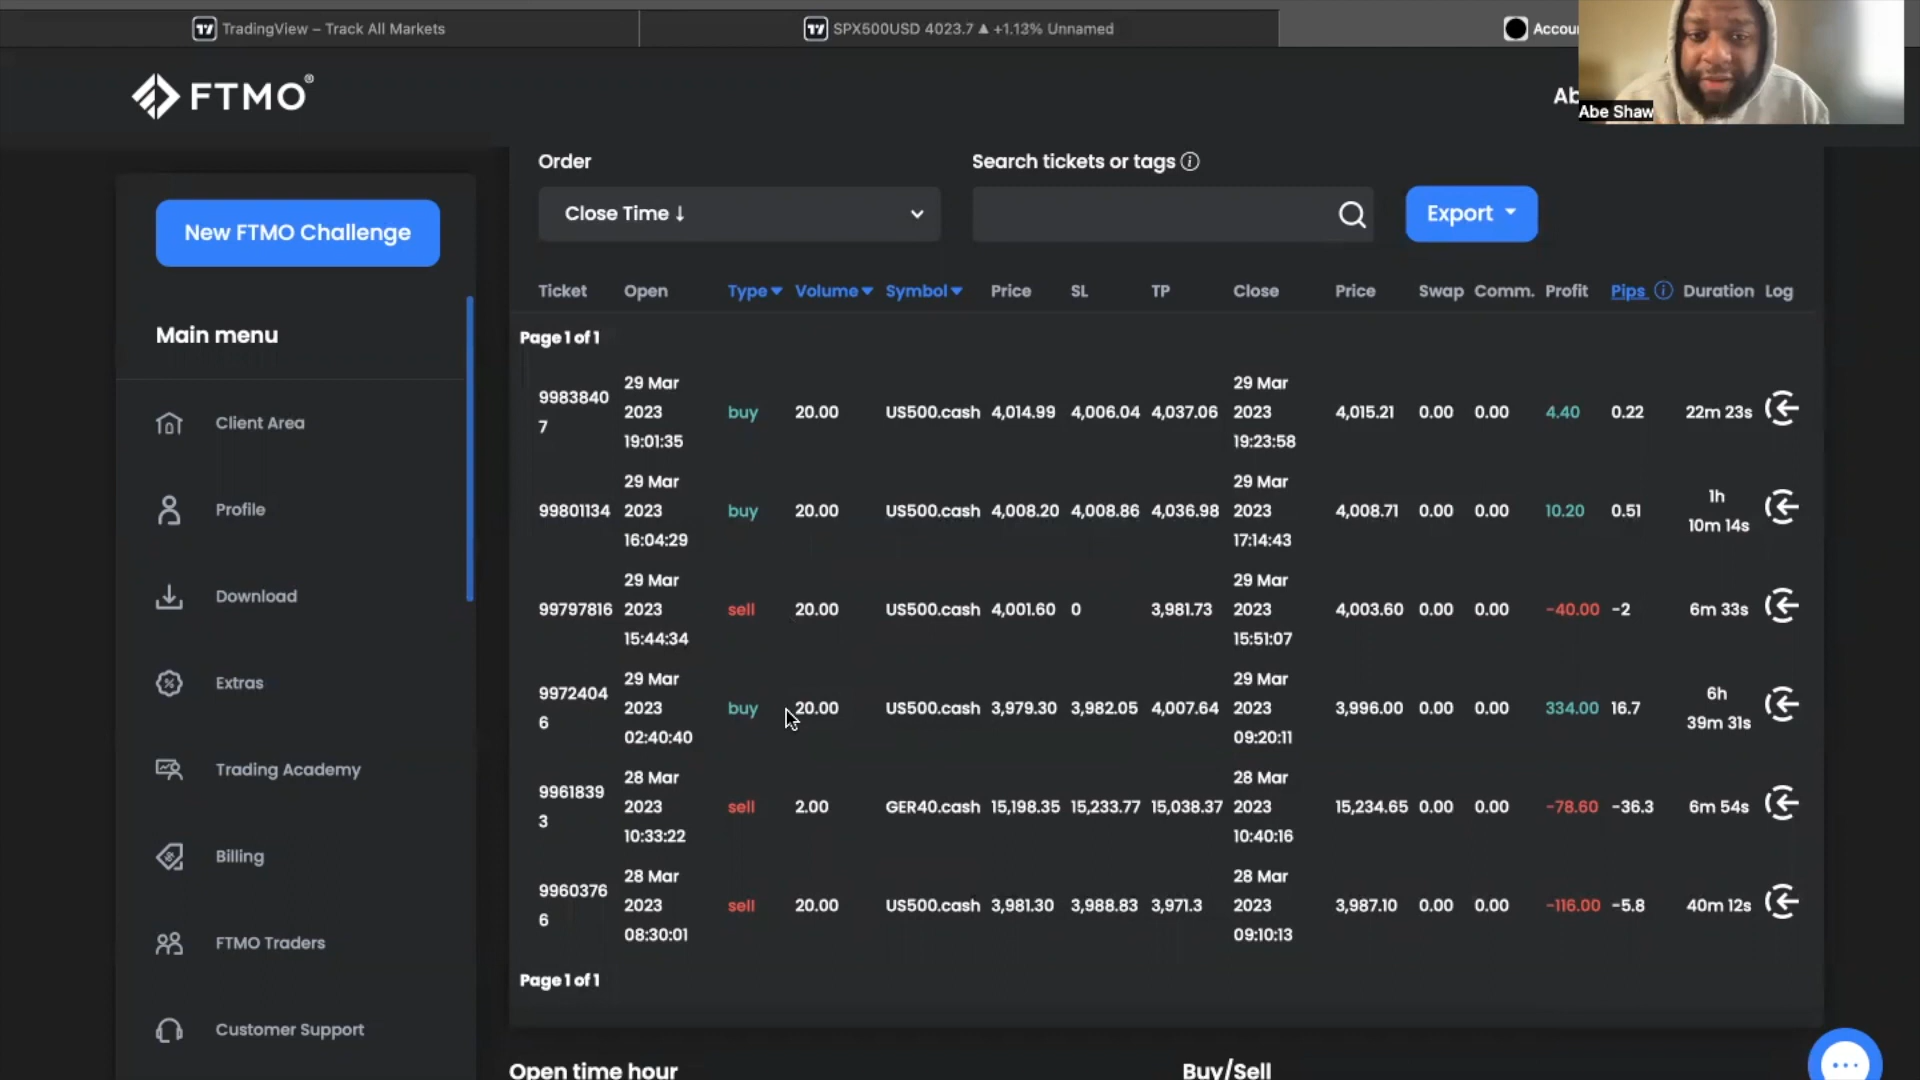 TradingView – Track All Markets
SPX500USD 4023.7 ▲ +1.13% Unnamed
Accou
FTMO®
Ab
Abe Shaw
Order
Search tickets or tags
Close Time ↓
Export
New FTMO Challenge
Main menu
Client Area
Profile
Download
Extras
Trading Academy
Billing
FTMO Traders
Customer Support
Ticket Open Type Volume Symbol Price SL TP Close Price Swap Comm. Profit Pips Duration Log
Page 1 of 1
29 Mar 29 Mar
9983840
2023 buy 20.00 US500.cash 4,014.99 4,006.04 4,037.06 2023 4,015.21 0.00 0.00 4.40 0.22 22m 23s
7
19:01:35 19:23:58
29 Mar 29 Mar
1h
99801134 2023 buy 20.00 US500.cash 4,008.20 4,008.86 4,036.98 2023 4,008.71 0.00 0.00 10.20 0.51
10m 14s
16:04:29 17:14:43
29 Mar 29 Mar
99797816 2023 sell 20.00 US500.cash 4,001.60 0 3,981.73 2023 4,003.60 0.00 0.00 -40.00 -2 6m 33s
15:44:34 15:51:07
29 Mar 29 Mar
9972404 6h
2023 buy 20.00 US500.cash 3,979.30 3,982.05 4,007.64 2023 3,996.00 0.00 0.00 334.00 16.7
6 39m 31s
02:40:40 09:20:11
28 Mar 28 Mar
9961839
2023 sell 2.00 GER40.cash 15,198.35 15,233.77 15,038.37 2023 15,234.65 0.00 0.00 -78.60 -36.3 6m 54s
3
10:33:22 10:40:16
28 Mar 28 Mar
9960376
2023 sell 20.00 US500.cash 3,981.30 3,988.83 3,971.3 2023 3,987.10 0.00 0.00 -116.00 -5.8 40m 12s
6
08:30:01 09:10:13
Page 1 of 1
Open time hour
Buy/Sell